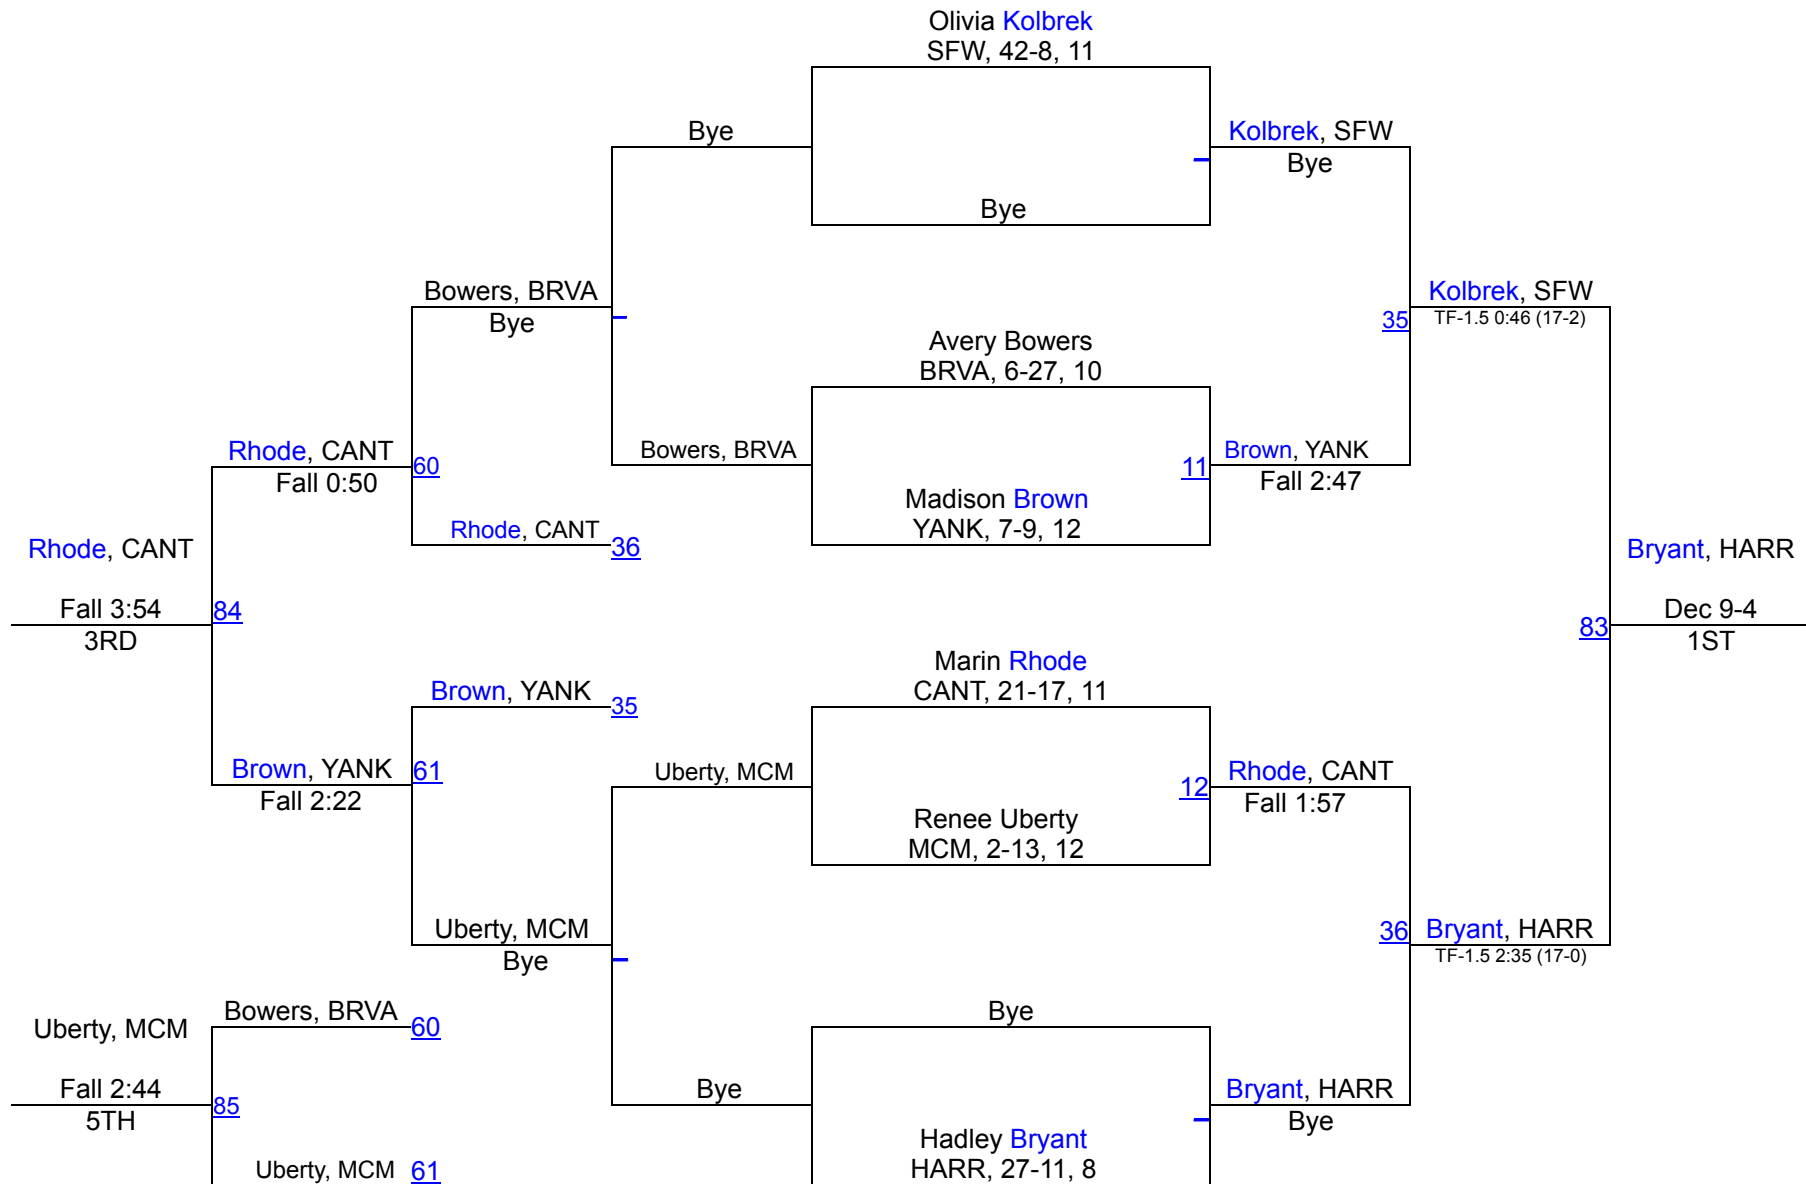 Olivia Kolbrek
SFW, 42-8, 11
Bye
Kolbrek, SFW
Bye
Bye
Bowers, BRVA
Bye
Kolbrek, SFW
TF-1.5 0:46 (17-2)
35
Avery Bowers
BRVA, 6-27, 10
Rhode, CANT
Fall 0:50
60
Bowers, BRVA
11
Brown, YANK
Fall 2:47
Madison Brown
YANK, 7-9, 12
Rhode, CANT
36
Rhode, CANT
Fall 3:54
3RD
84
Bryant, HARR
Dec 9-4
1ST
83
Marin Rhode
CANT, 21-17, 11
Brown, YANK
35
Brown, YANK
Fall 2:22
61
Uberty, MCM
12
Rhode, CANT
Fall 1:57
Renee Uberty
MCM, 2-13, 12
Uberty, MCM
Bye
36
Bryant, HARR
TF-1.5 2:35 (17-0)
Bowers, BRVA
60
Bye
Uberty, MCM
Fall 2:44
5TH
85
Bye
Bryant, HARR
Bye
Hadley Bryant
HARR, 27-11, 8
Uberty, MCM
61